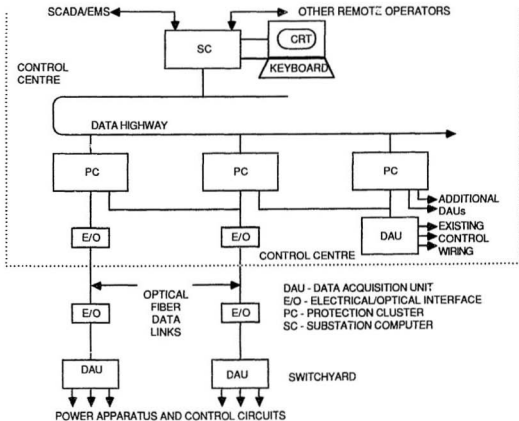 SCADA/EMS
OTHER REMOTE OPERATORS
SC
CRT
KEYBOARD
CONTROL
CENTRE
DATA HIGHWAY
PC
PC
PC
ADDITIONAL
DAUs
E/O
E/O
DAU
EXISTING
CONTROL
WIRING
CONTROL CENTRE
OPTICAL
FIBER
DATA
LINKS
DAU - DATA ACQUISITION UNIT
E/O - ELECTRICAL/OPTICAL INTERFACE
PC - PROTECTION CLUSTER
SC - SUBSTATION COMPUTER
E/O
E/O
DAU
DAU
SWITCHYARD
POWER APPARATUS AND CONTROL CIRCUITS